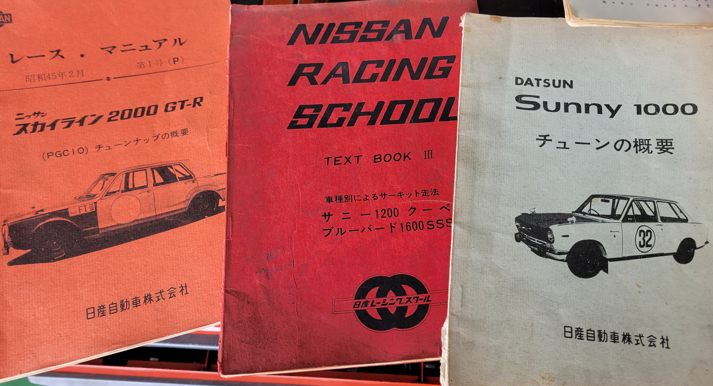 レース・マニュアル
昭和45年2月 第1号(P)
ニッサン
スカイライン 2000 GT-R
(PGC10) チューンナップの概要
日産自動車株式会社
NISSAN
RACING
SCHOOL
TEXT BOOK III
車種別によるサーキット走法
サニー1200 クーペ
ブルーバード1600 SSS
日産レーシングスクール
DATSUN
Sunny 1000
チューンの概要
32
日産自動車株式会社